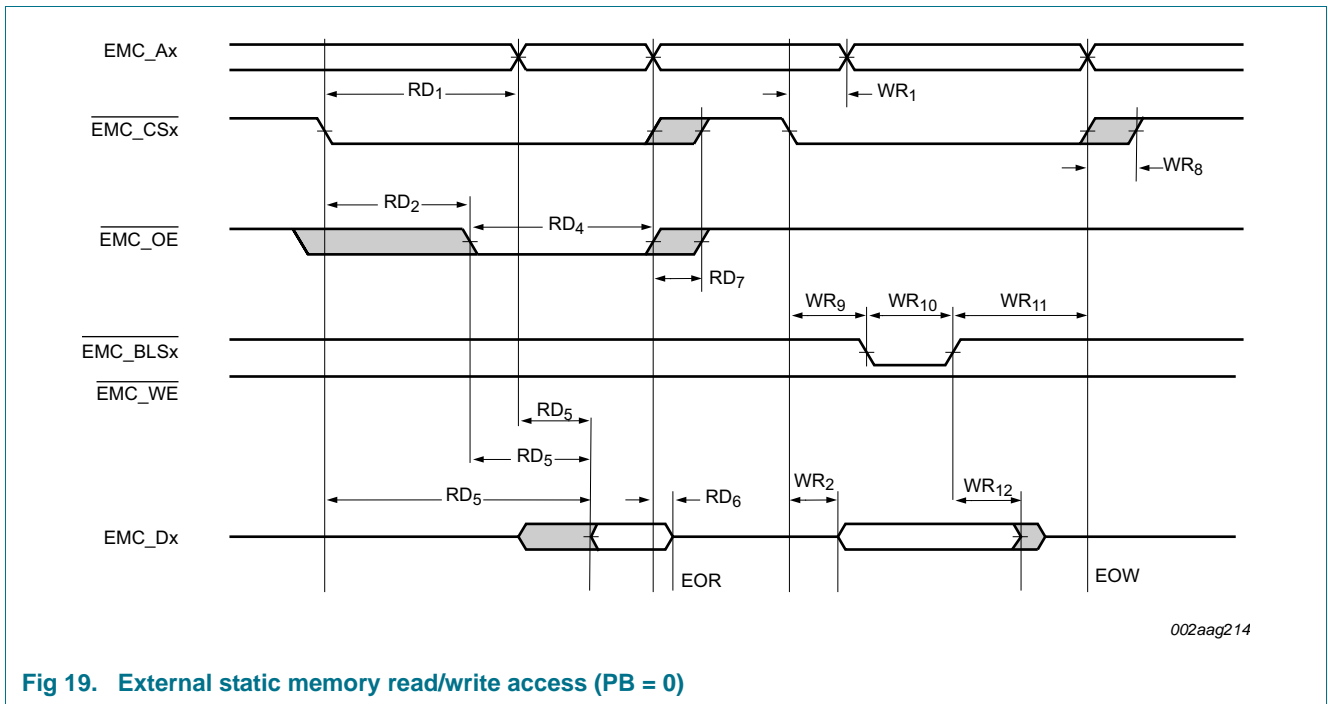 EMC_Ax
RD1
WR1
EMC_CSx
WR8
RD2
RD4
EMC_OE
RD7
WR9
WR10
WR11
EMC_BLSx
EMC_WE
RD5
RD5
RD5
RD6
WR2
WR12
EMC_Dx
EOR
EOW
002aag214
Fig 19. External static memory read/write access (PB = 0)